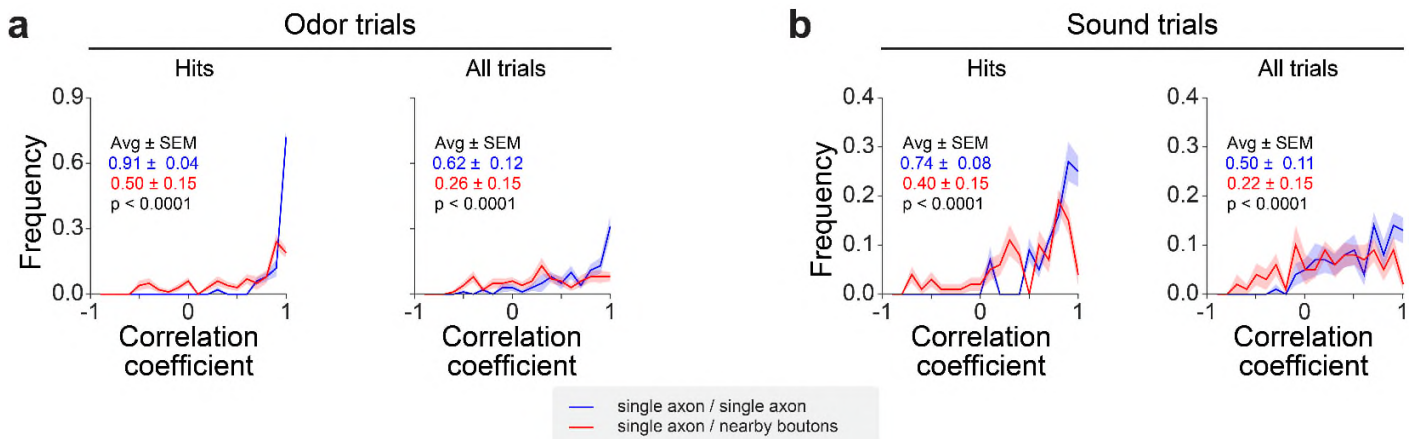 a
Odor trials
Hits
All trials
0.9
0.6
0.3
0.0
Frequency
Avg ± SEM
0.91 ± 0.04
0.50 ± 0.15
p < 0.0001
-1
0
1
Correlation
coefficient
Avg ± SEM
0.62 ± 0.12
0.26 ± 0.15
p < 0.0001
-1
0
1
Correlation
coefficient
b
Sound trials
Hits
All trials
0.4
0.3
0.2
0.1
0.0
Frequency
Avg ± SEM
0.74 ± 0.08
0.40 ± 0.15
p < 0.0001
-1
0
1
Correlation
coefficient
0.4
0.3
0.2
0.1
0.0
Avg ± SEM
0.50 ± 0.11
0.22 ± 0.15
p < 0.0001
-1
0
1
Correlation
coefficient
single axon / single axon
single axon / nearby boutons